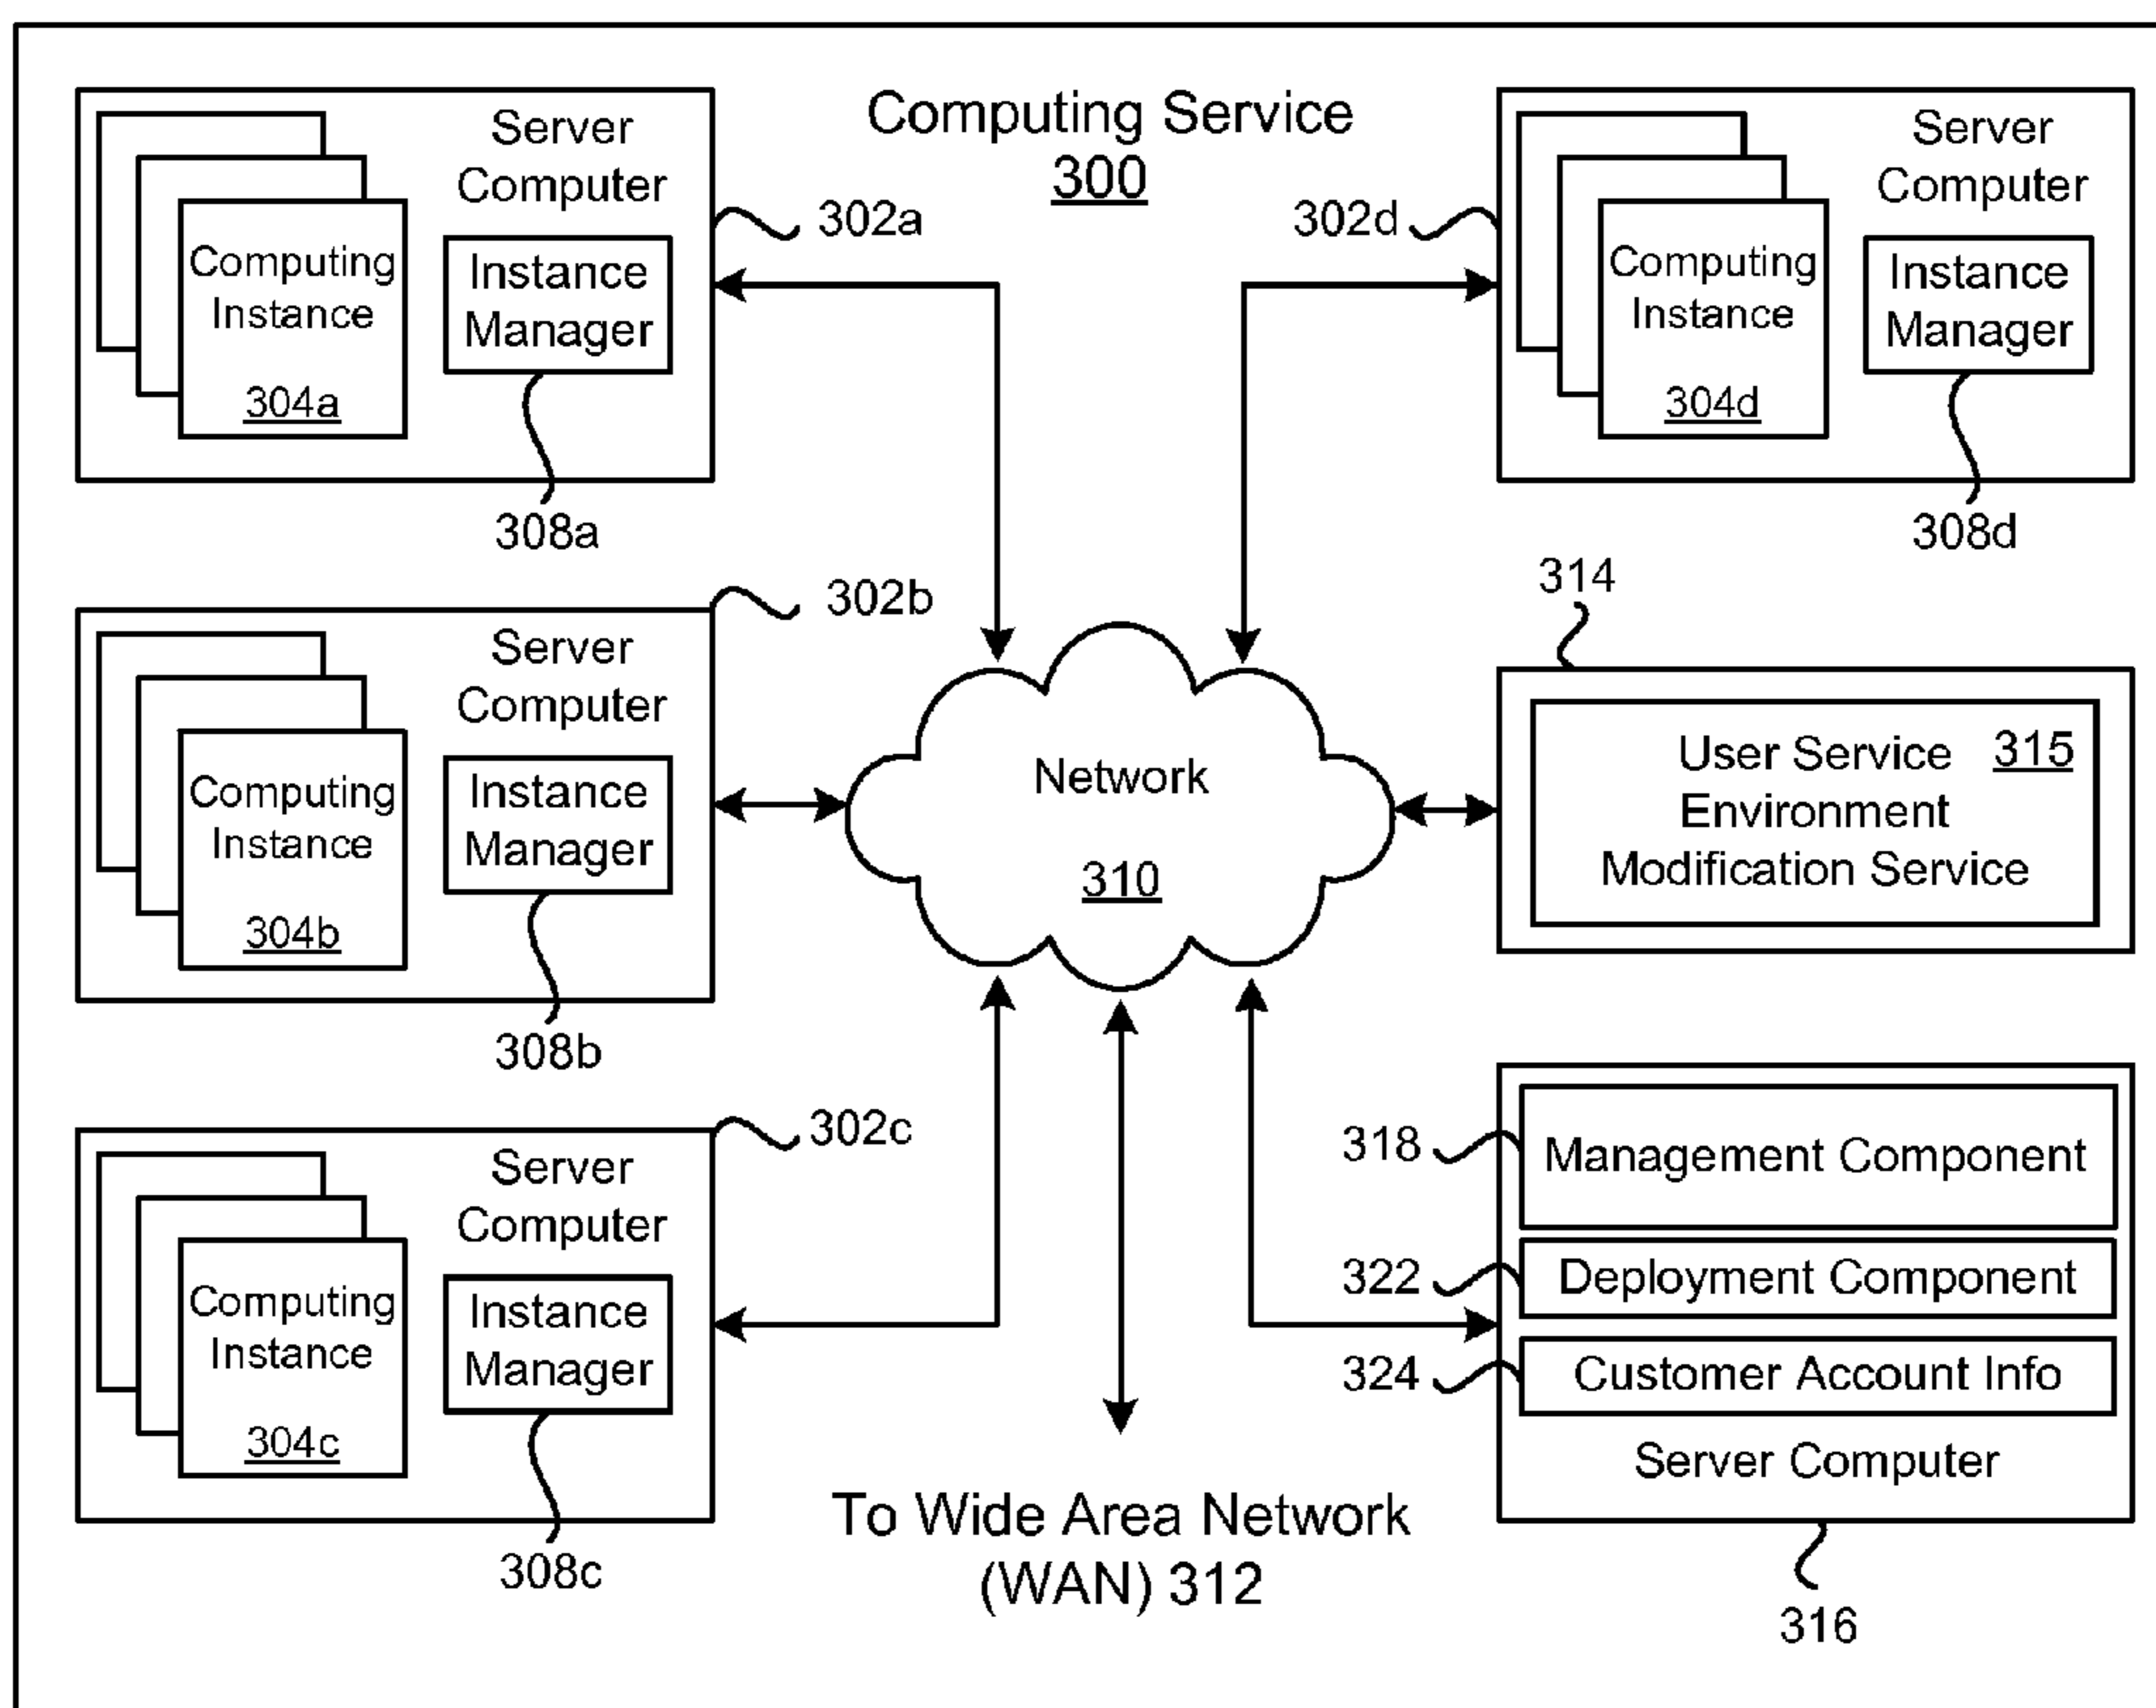 Computing Service
300
Server
Computer
302a
Computing
Instance
304a
Instance
Manager
308a
302d
Server
Computer
Computing
Instance
304d
Instance
Manager
308d
302b
Server
Computer
Computing
Instance
304b
Instance
Manager
308b
Network
310
314
User Service 315
Environment
Modification Service
302c
Server
Computer
Computing
Instance
304c
Instance
Manager
308c
318
Management Component
322
Deployment Component
324
Customer Account Info
Server Computer
316
To Wide Area Network
(WAN) 312